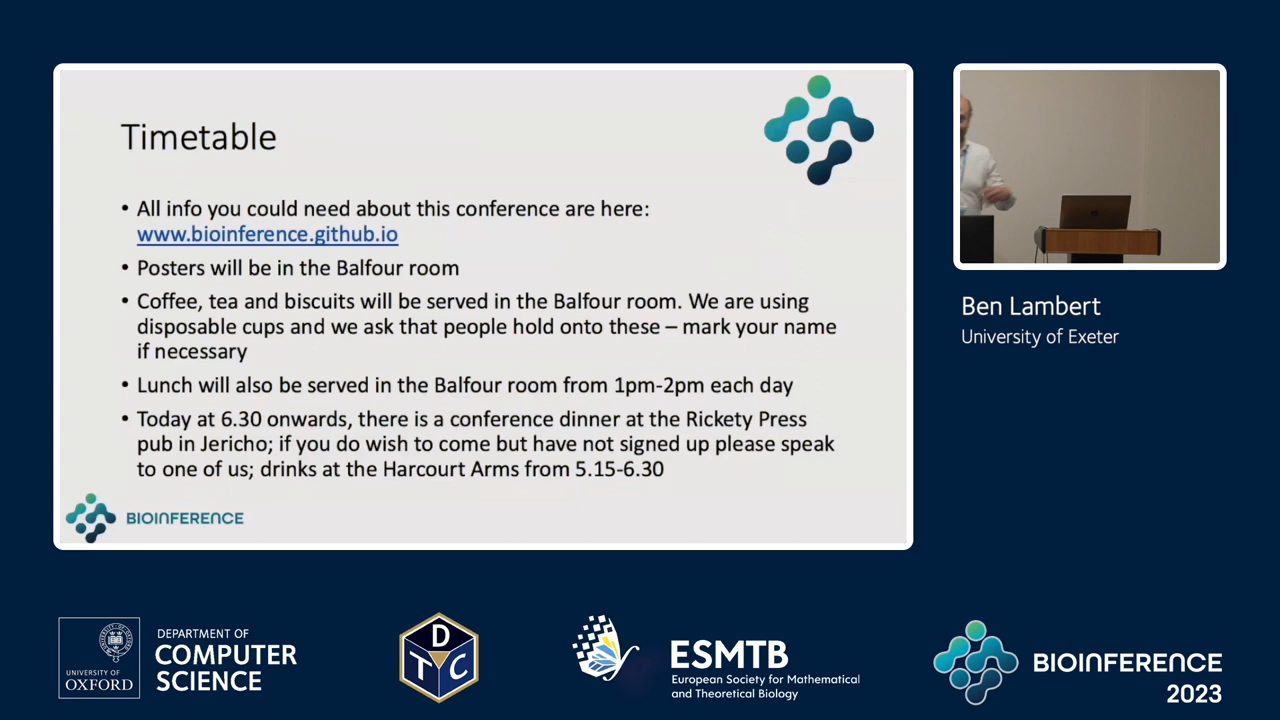 Timetable
• All info you could need about this conference are here:
www.bioinference.github.io
• Posters will be in the Balfour room
• Coffee, tea and biscuits will be served in the Balfour room. We are using
disposable cups and we ask that people hold onto these – mark your name
if necessary
• Lunch will also be served in the Balfour room from 1pm-2pm each day
• Today at 6.30 onwards, there is a conference dinner at the Rickety Press
pub in Jericho; if you do wish to come but have not signed up please speak
to one of us; drinks at the Harcourt Arms from 5.15-6.30
BIOINFERENCE
Ben Lambert
University of Exeter
UNIVERSITY OF
OXFORD
DEPARTMENT OF
COMPUTER
SCIENCE
D
T C
ESMTB
European Society for Mathematical
and Theoretical Biology
BIOINFERENCE
2023